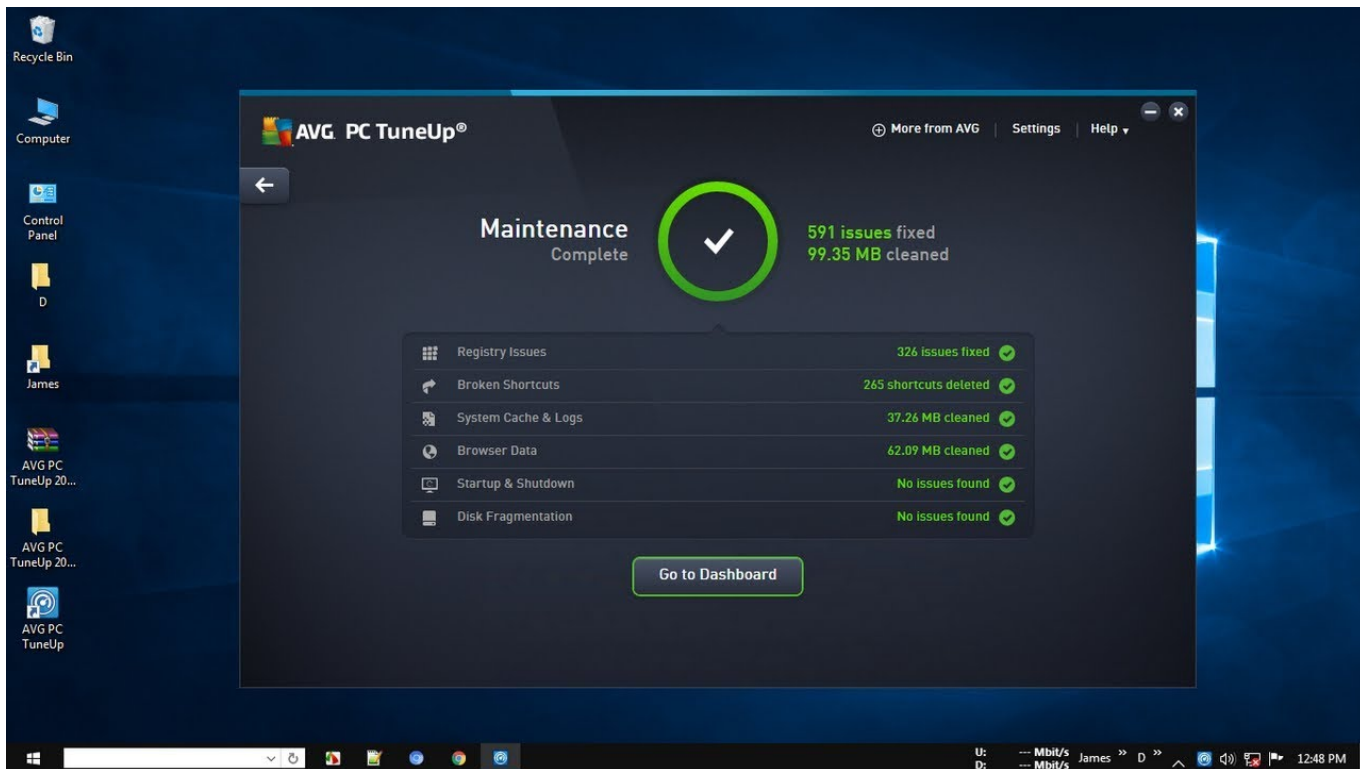 Recycle Bin
Computer
Control
Panel
D
James
AVG PC
TuneUp 20...
AVG PC
TuneUp 20...
AVG PC
TuneUp
AVG PC TuneUp®
More from AVG | Settings | Help
Maintenance
Complete
591 issues fixed
99.35 MB cleaned
Registry Issues 326 issues fixed
Broken Shortcuts 265 shortcuts deleted
System Cache & Logs 37.26 MB cleaned
Browser Data 62.09 MB cleaned
Startup & Shutdown No issues found
Disk Fragmentation No issues found
Go to Dashboard
U: --- Mbit/s
D: --- Mbit/s
James » D » 12:48 PM